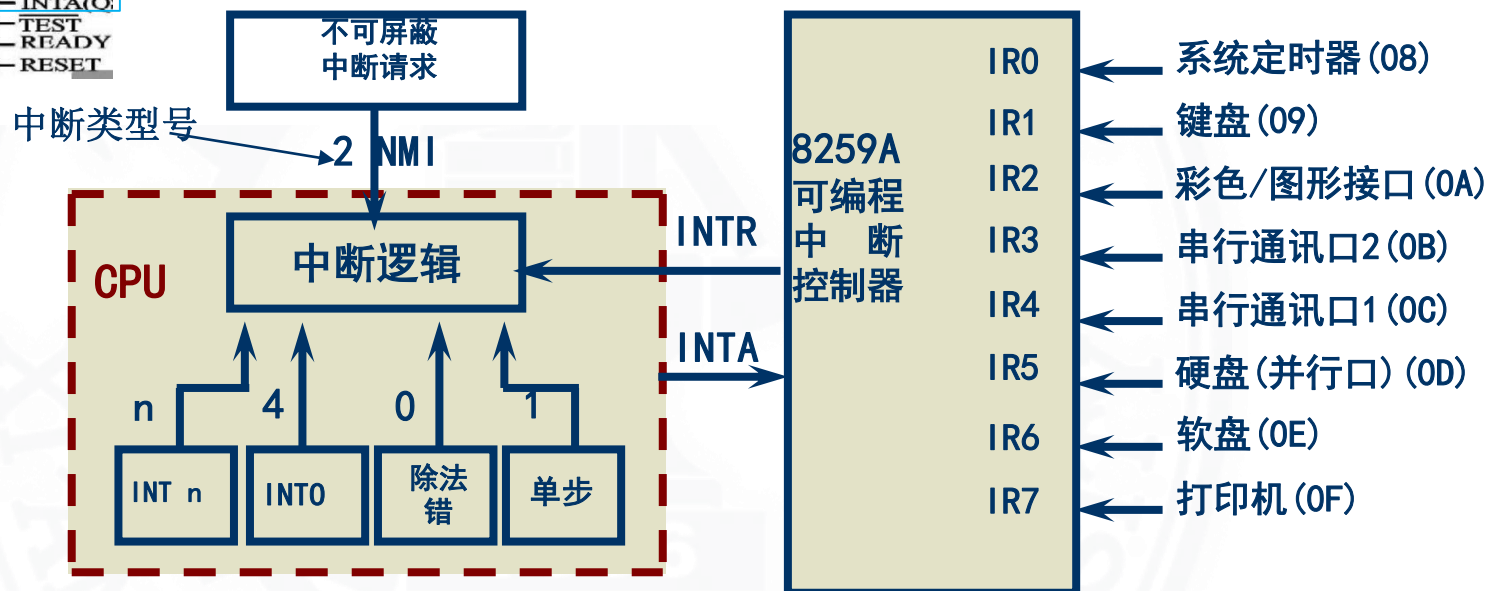 INTA(Q
TEST
READY
RESET
不可屏蔽
中断请求
中断类型号
2 NMI
CPU
中断逻辑
INTR
INTA
n
4
0
1
INT n
INTO
除法
错
单步
8259A
可编程
中 断
控制器
IR0
IR1
IR2
IR3
IR4
IR5
IR6
IR7
系统定时器(08)
键盘(09)
彩色/图形接口(0A)
串行通讯口2(0B)
串行通讯口1(0C)
硬盘(并行口)(0D)
软盘(0E)
打印机(0F)